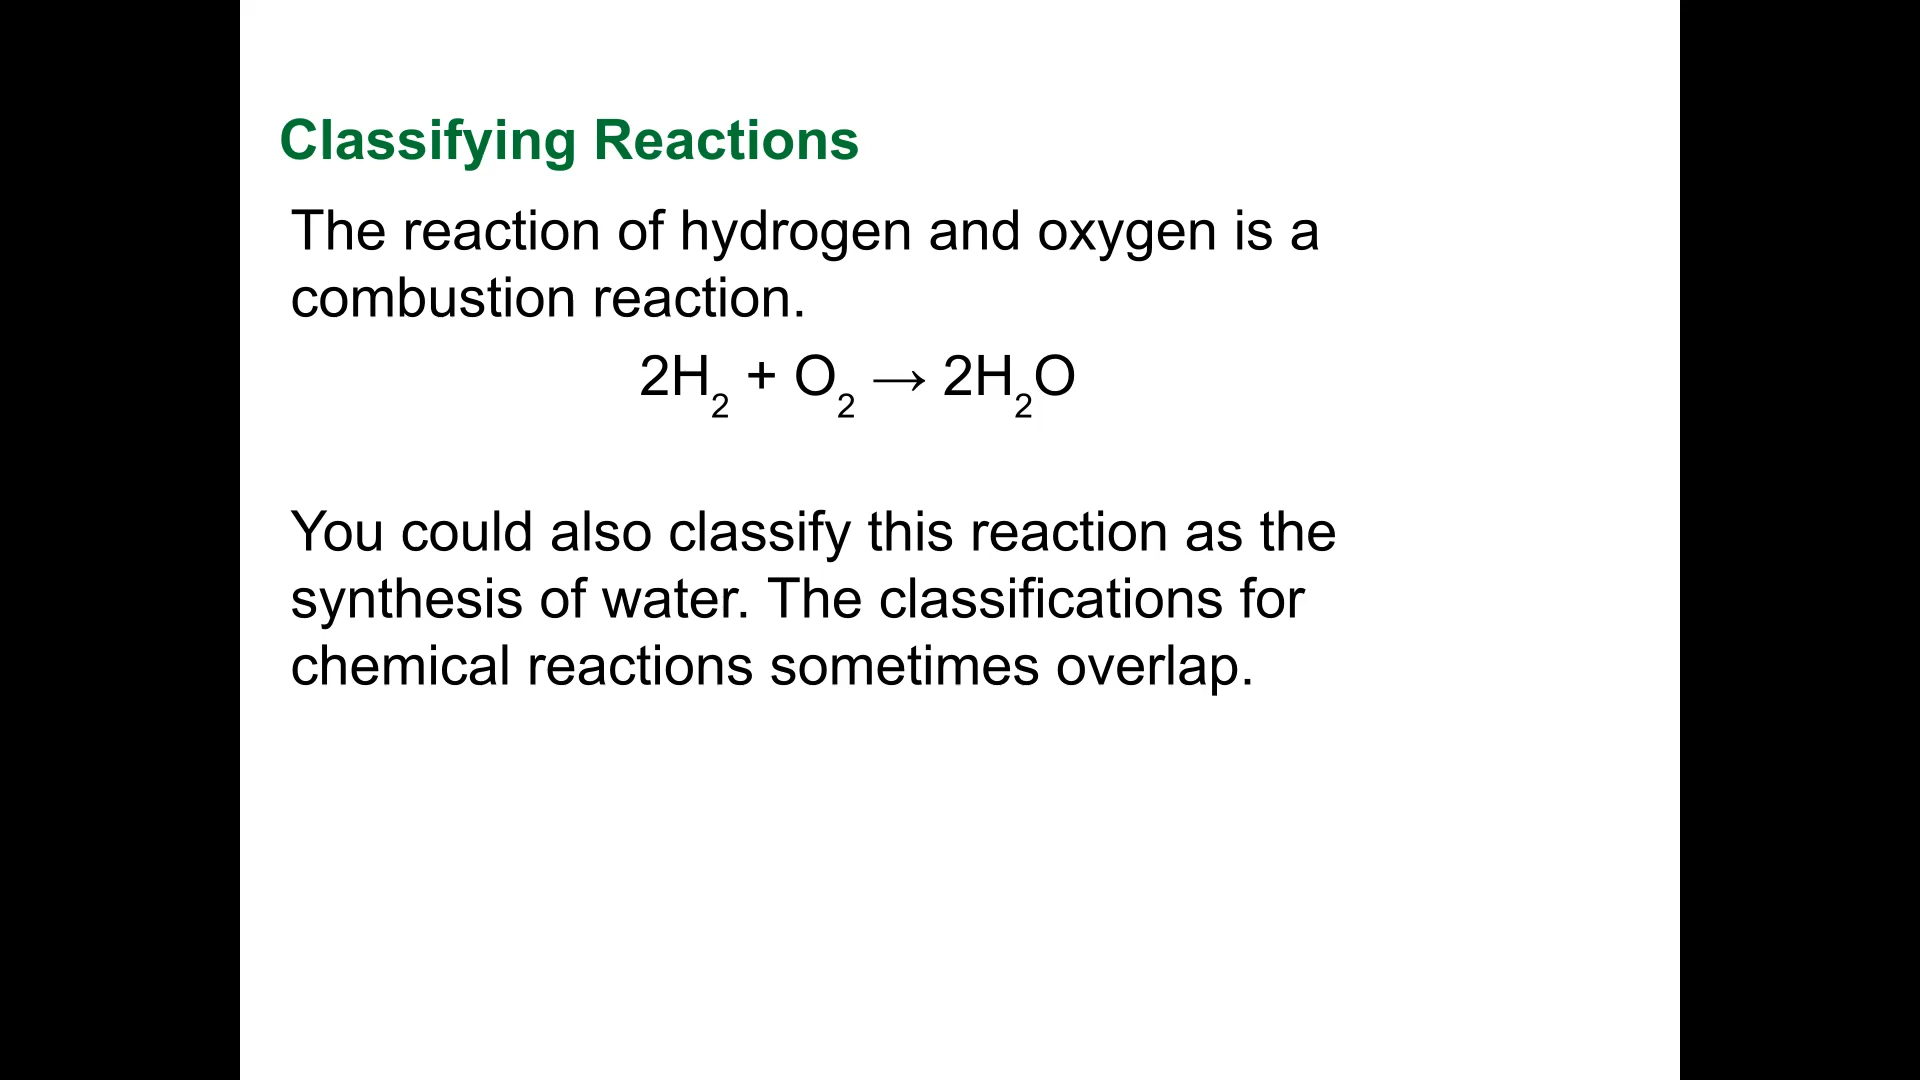 Classifying Reactions
The reaction of hydrogen and oxygen is a
combustion reaction.
2H₂ + O₂ → 2H₂O
You could also classify this reaction as the
synthesis of water. The classifications for
chemical reactions sometimes overlap.